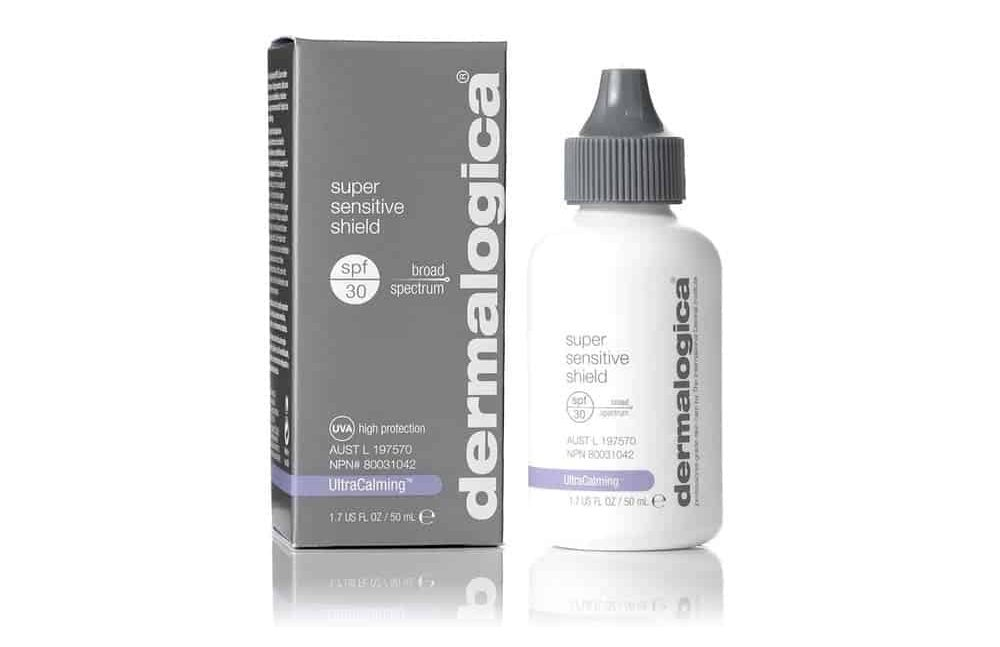 super
sensitive
shield
spf
30
broad
spectrum
UVA high protection
AUST L 197570
NPN# 80031042
UltraCalming™
1.7 US FL OZ / 50 mL ℮
dermalogica®
super
sensitive
shield
spf
30
broad
spectrum
AUST L 197570
NPN 80031042
UltraCalming
1.7 US FL OZ / 50 mL ℮
dermalogica®